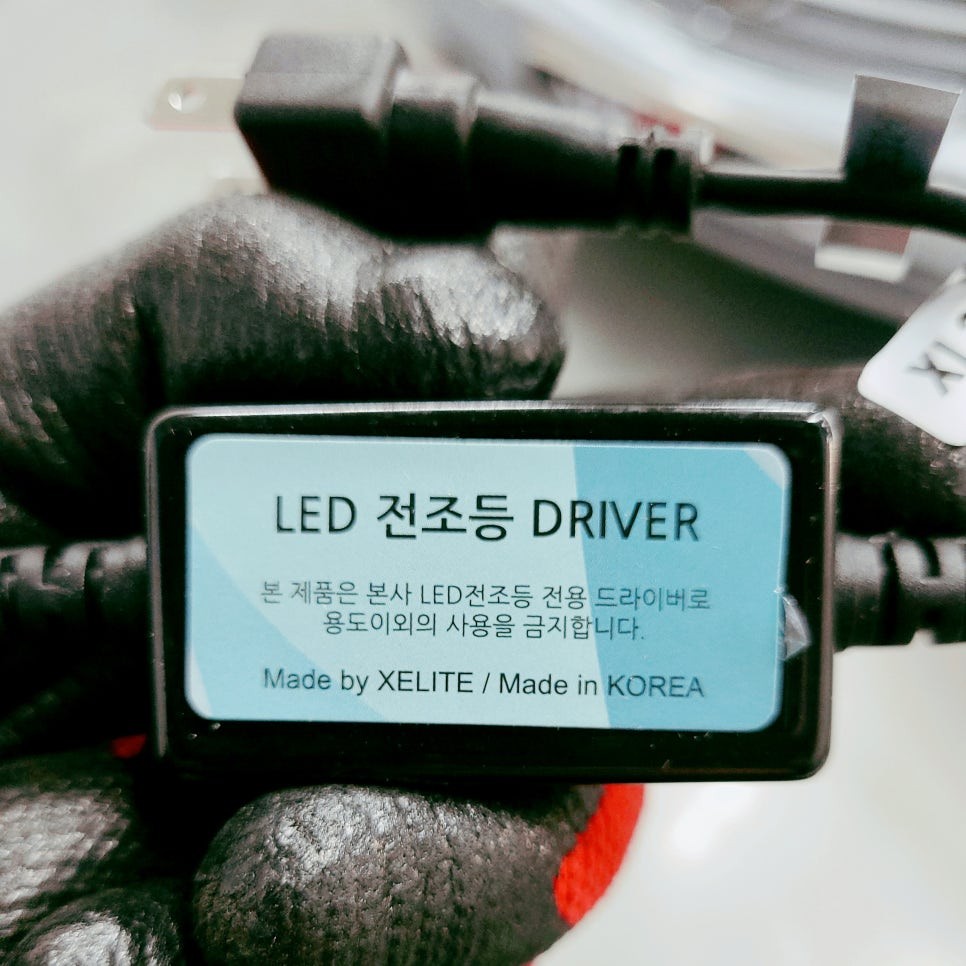 LED 전조등 DRIVER
본 제품은 본사 LED전조등 전용 드라이버로
용도이외의 사용을 금지합니다.
Made by XELITE / Made in KOREA